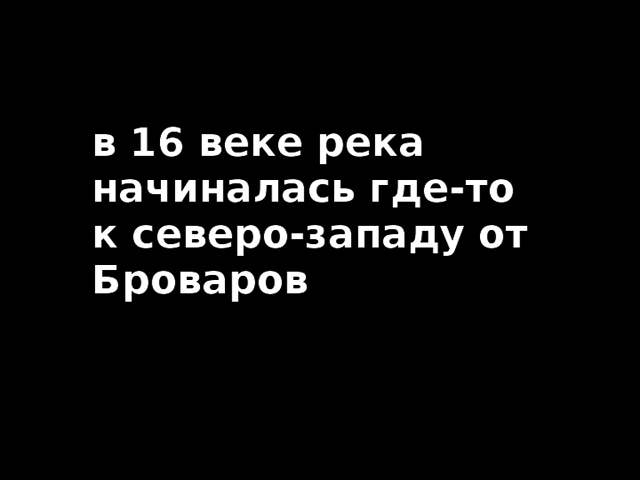 в 16 веке река
начиналась где-то
к северо-западу от
Броваров